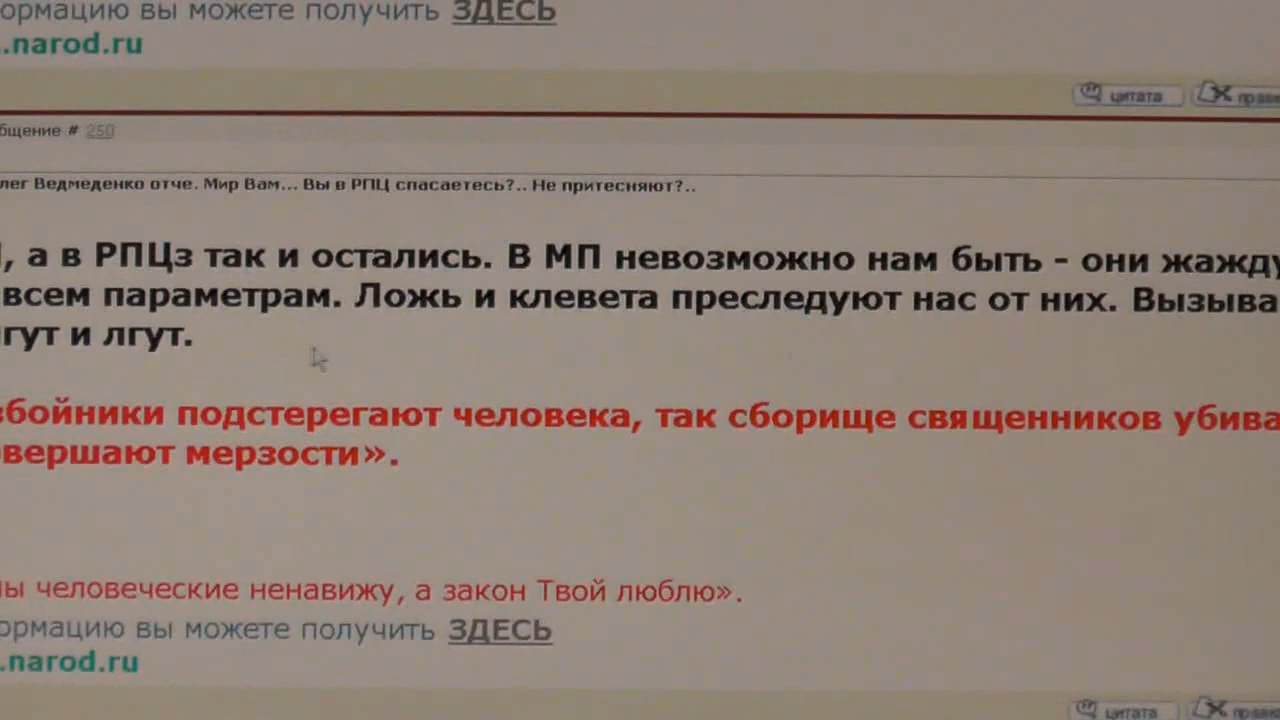 ормацию вы можете получить ЗДЕСЬ
.narod.ru
цитата
бщение # 250
лег Ведмеденко отче. Мир Вам... Вы в РПЦ спасаетесь?.. Не притесняют?..
, а в РПЦз так и остались. В МП невозможно нам быть - они жажду
всем параметрам. Ложь и клевета преследуют нас от них. Вызыва
гут и лгут.
збойники подстерегают человека, так сборище священников убива
овершают мерзости».
ны человеческие ненавижу, а закон Твой люблю».
ормацию вы можете получить ЗДЕСЬ
.narod.ru
цитата